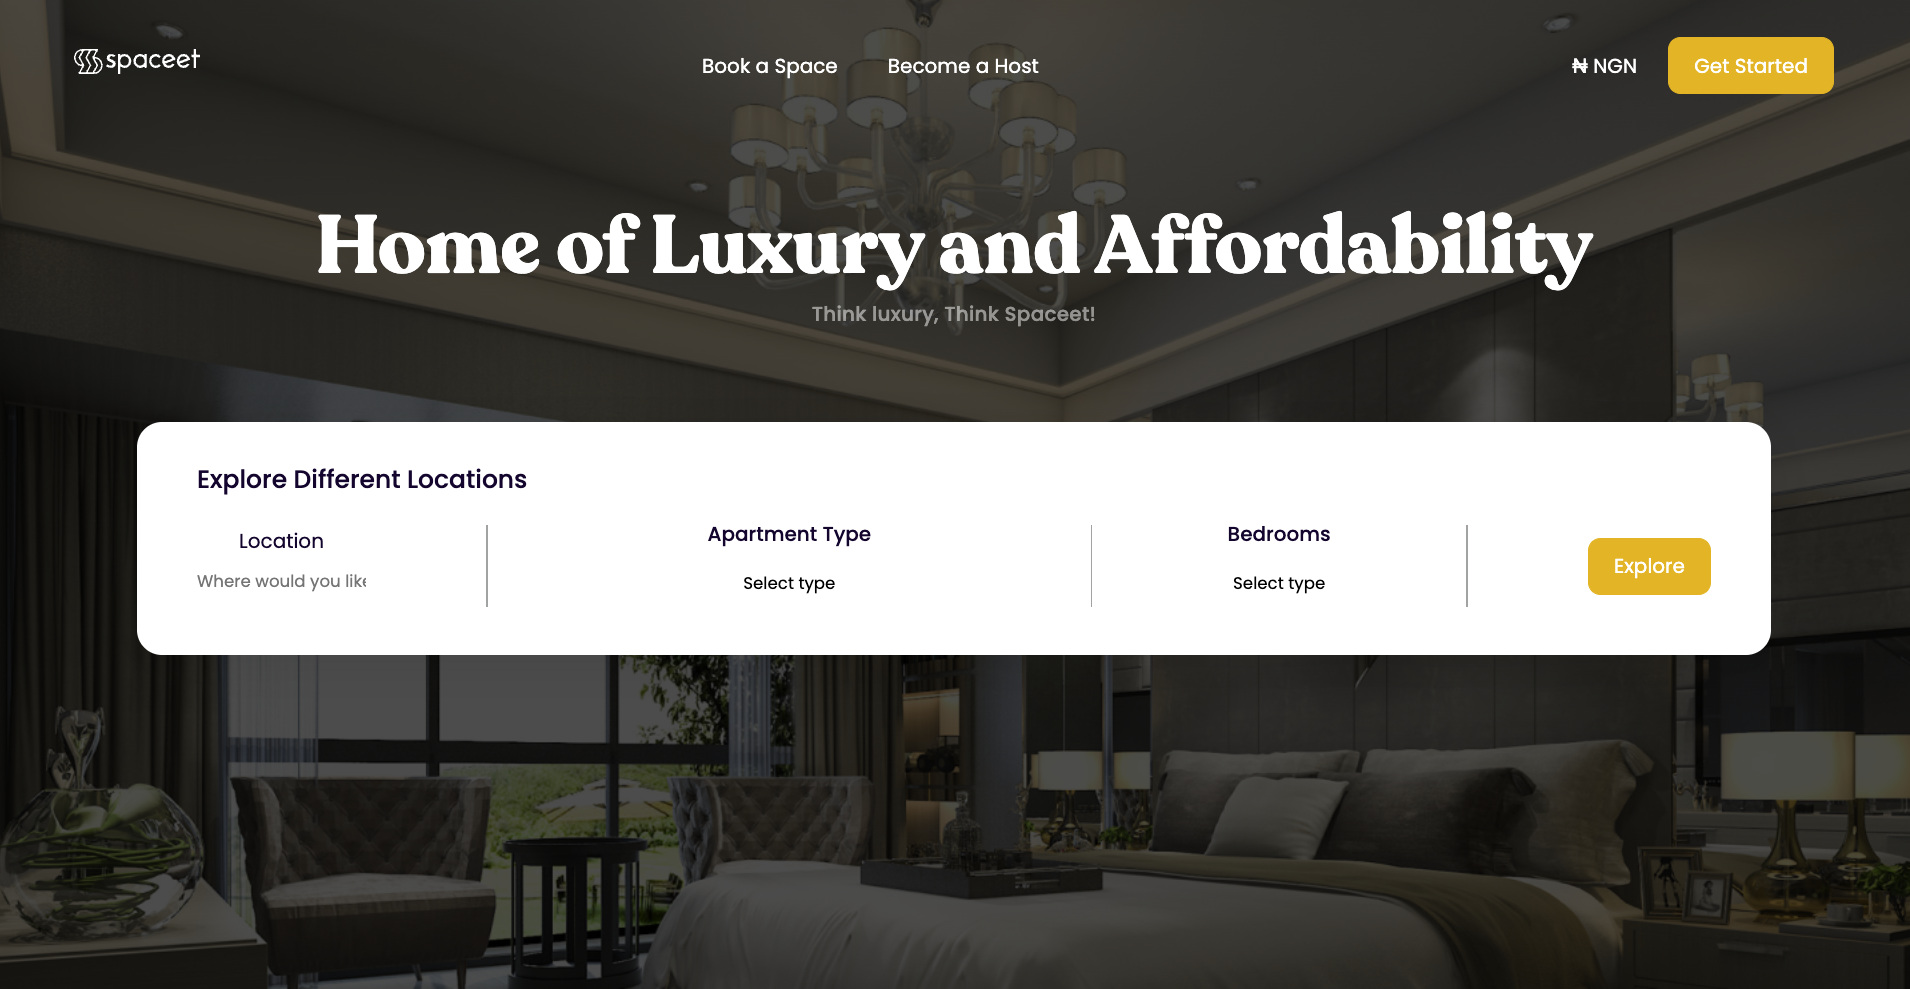 spaceet
Book a Space
Become a Host
₦ NGN
Get Started
Home of Luxury and Affordability
Think luxury, Think Spaceet!
Explore Different Locations
Location
Where would you like
Apartment Type
Select type
Bedrooms
Select type
Explore